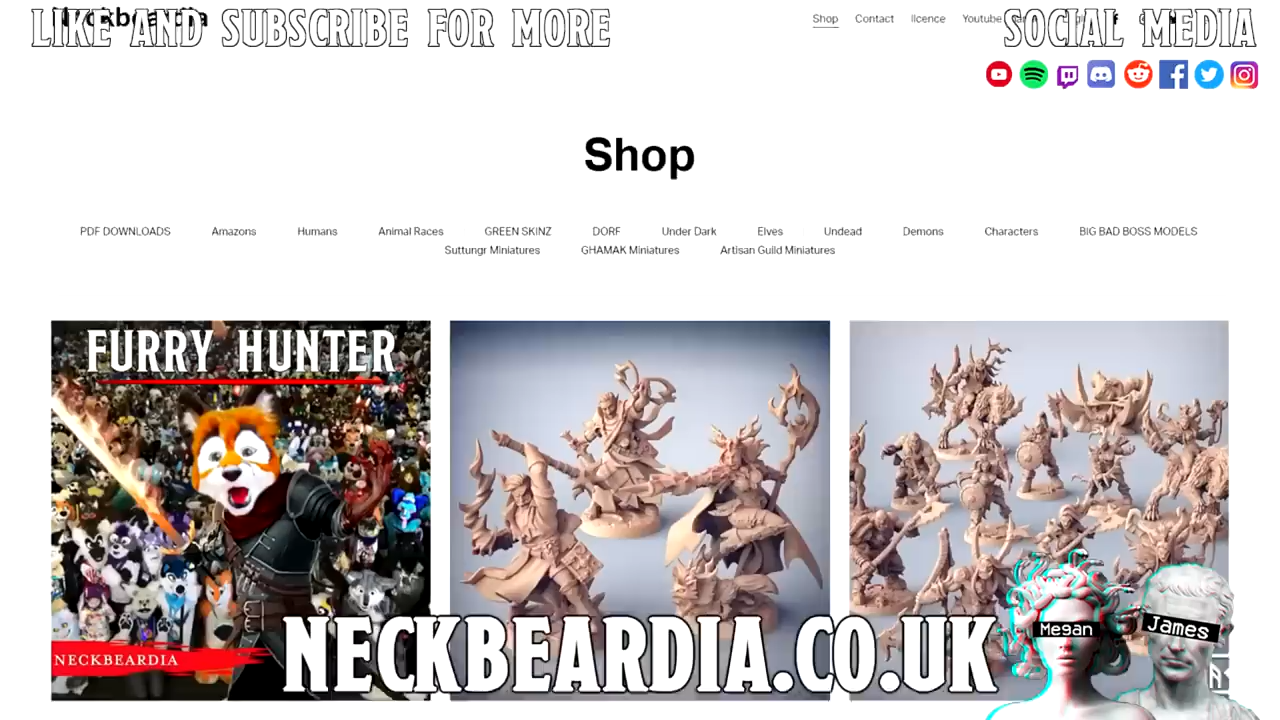 Neckbeardia
LIKE AND SUBSCRIBE FOR MORE
Shop Contact licence Youtube
SOCIAL MEDIA
Shop
PDF DOWNLOADS Amazons Humans Animal Races GREEN SKINZ DORF Under Dark Elves Undead Demons Characters BIG BAD BOSS MODELS
Suttungr Miniatures GHAMAK Miniatures Artisan Guild Miniatures
FURRY HUNTER
NECKBEARDIA
NECKBEARDIA.CO.UK
Megan
James